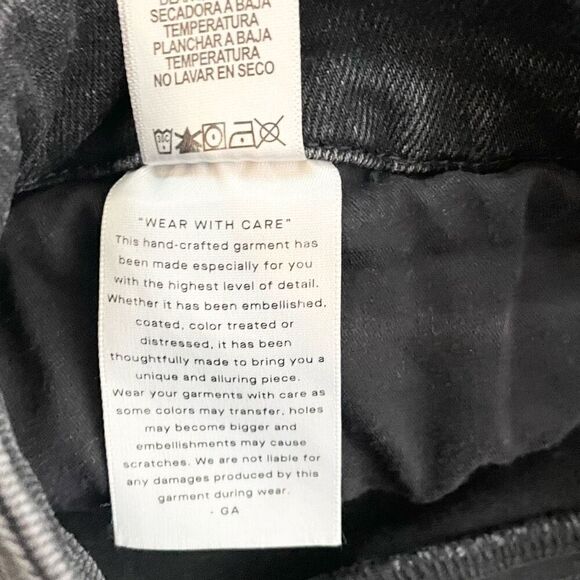 SECADORA A BAJA
TEMPERATURA
PLANCHAR A BAJA
TEMPERATURA
NO LAVAR EN SECO
"WEAR WITH CARE"
This hand-crafted garment has
been made especially for you
with the highest level of detail.
Whether it has been embellished,
coated, color treated or
distressed, it has been
thoughtfully made to bring you a
unique and alluring piece.
Wear your garments with care as
some colors may transfer, holes
may become bigger and
embellishments may cause
scratches. We are not liable for
any damages produced by this
garment during wear.
- GA